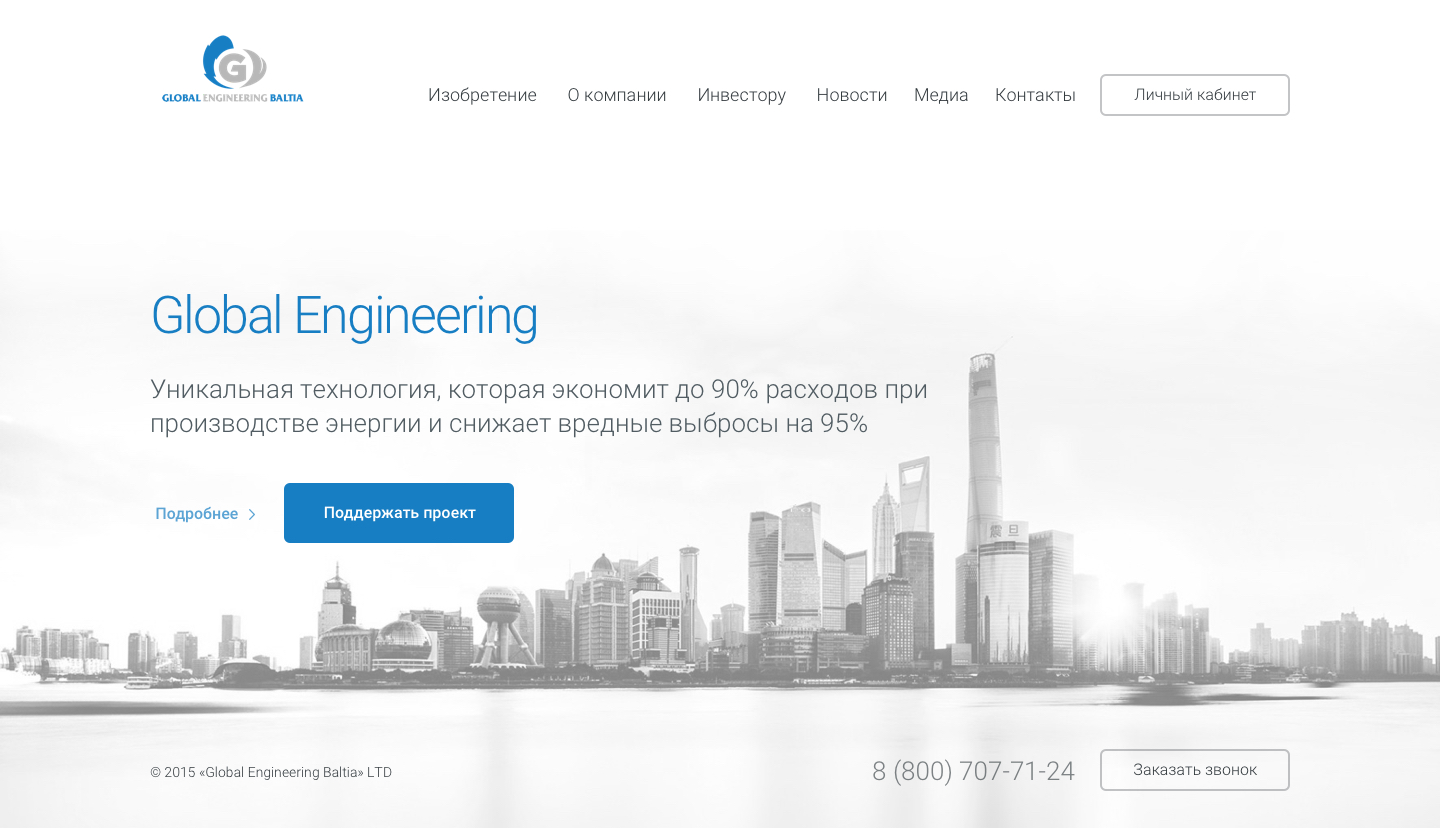 G
GLOBAL ENGINEERING BALTIA
Изобретение О компании Инвестору Новости Медиа Контакты Личный кабинет
Global Engineering
Уникальная технология, которая экономит до 90% расходов при
производстве энергии и снижает вредные выбросы на 95%
Подробнее Поддержать проект
震旦
© 2015 «Global Engineering Baltia» LTD
8 (800) 707-71-24 Заказать звонок